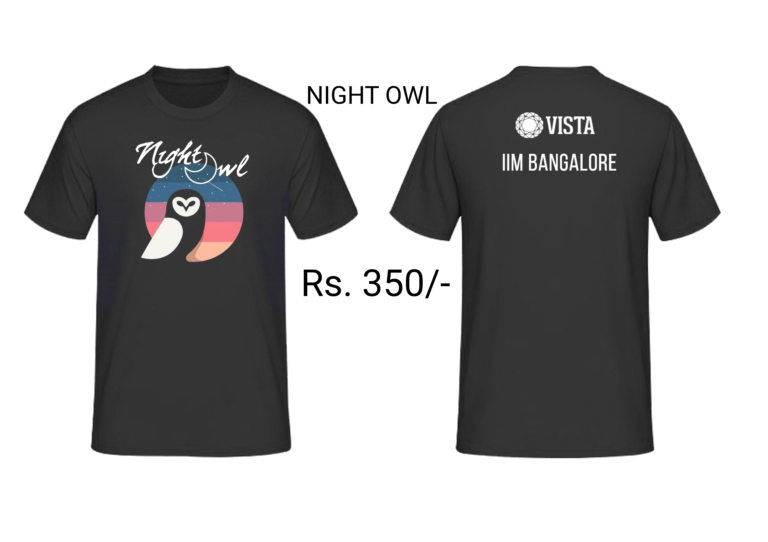 NIGHT OWL
Night Owl
VISTA
IIM BANGALORE
Rs. 350/-